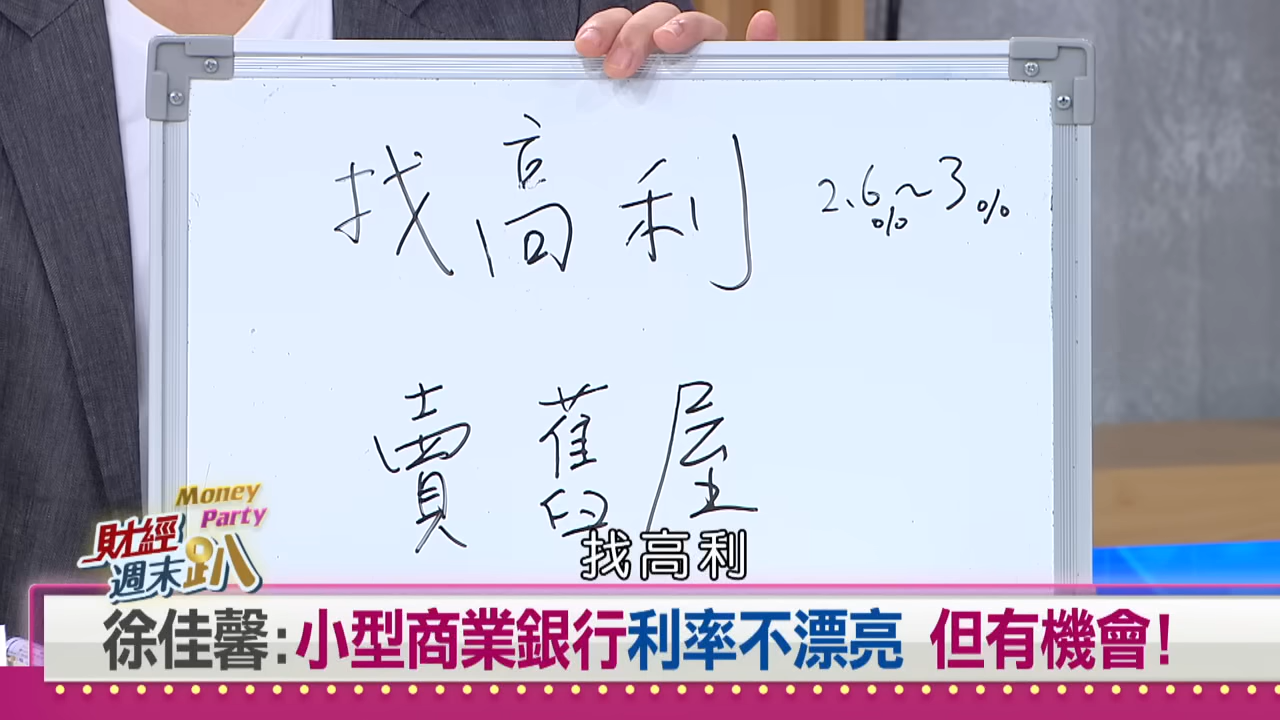 找高利 2.6%~3%
賣舊屋
Money Party
財經週末趴
找高利
徐佳馨:小型商業銀行利率不漂亮 但有機會!